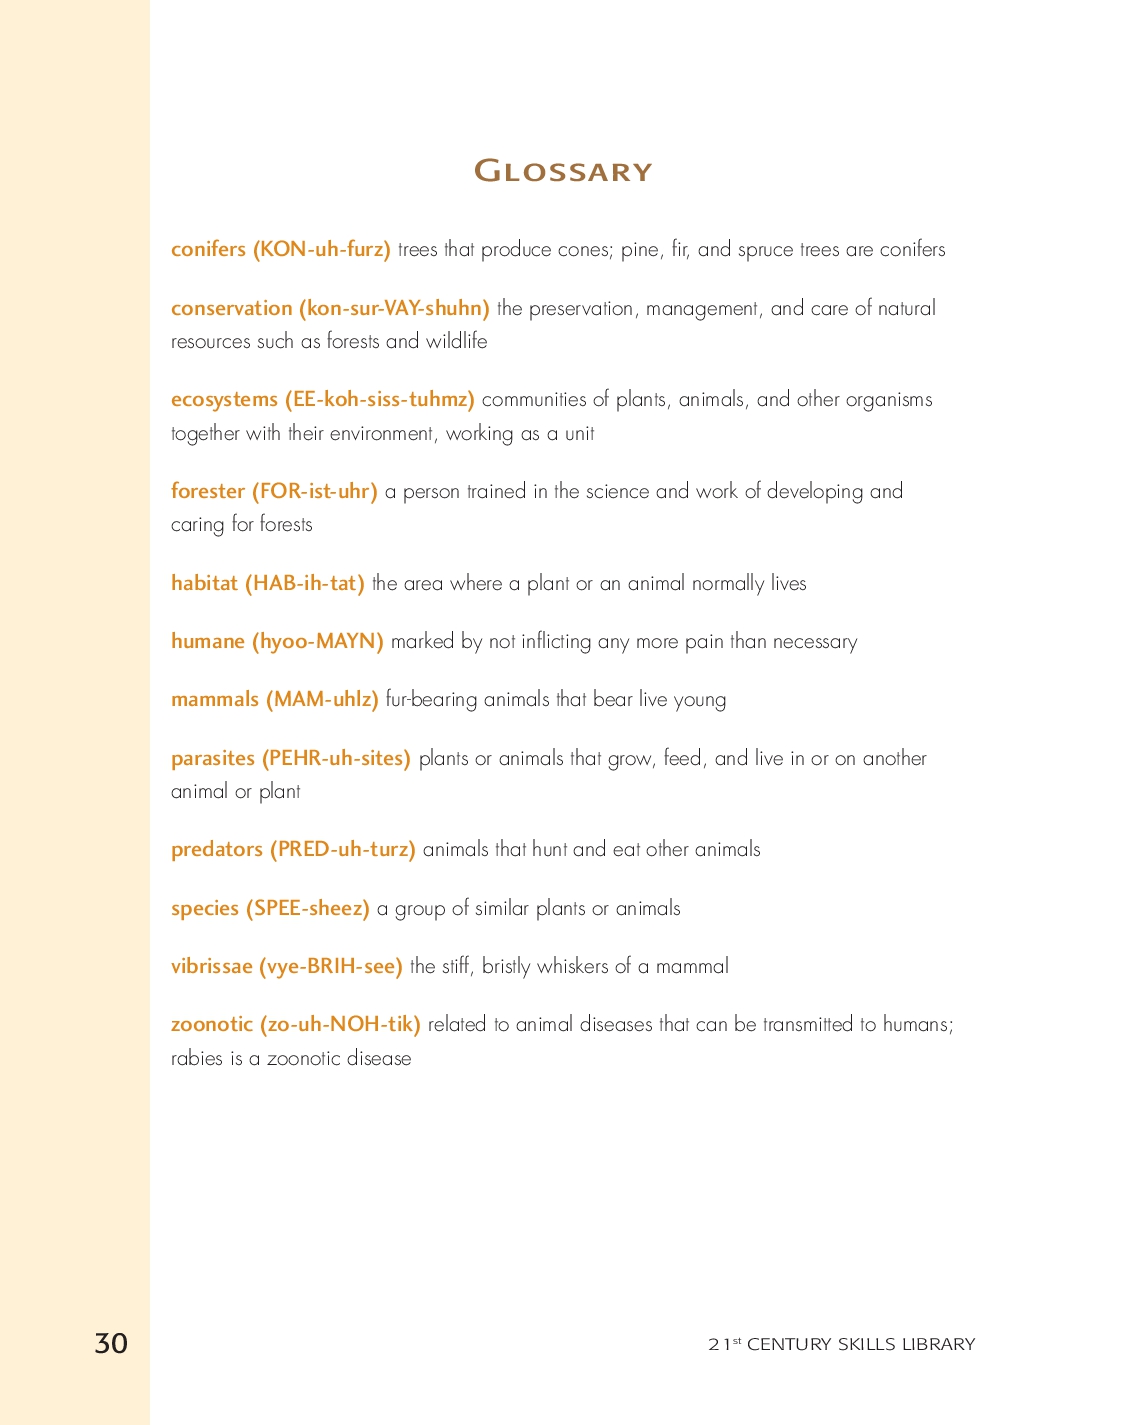 Glossary
conifers (KON-uh-furz) trees that produce cones; pine, fir, and spruce trees are conifers
conservation (kon-sur-VAY-shuhn) the preservation, management, and care of natural
resources such as forests and wildlife
ecosystems (EE-koh-siss-tuhmz) communities of plants, animals, and other organisms
together with their environment, working as a unit
forester (FOR-ist-uhr) a person trained in the science and work of developing and
caring for forests
habitat (HAB-ih-tat) the area where a plant or an animal normally lives
humane (hyoo-MAYN) marked by not inflicting any more pain than necessary
mammals (MAM-uhlz) fur-bearing animals that bear live young
parasites (PEHR-uh-sites) plants or animals that grow, feed, and live in or on another
animal or plant
predators (PRED-uh-turz) animals that hunt and eat other animals
species (SPEE-sheez) a group of similar plants or animals
vibrissae (vye-BRIH-see) the stiff, bristly whiskers of a mammal
zoonotic (zo-uh-NOH-tik) related to animal diseases that can be transmitted to humans;
rabies is a zoonotic disease
30
21st CENTURY SKILLS LIBRARY